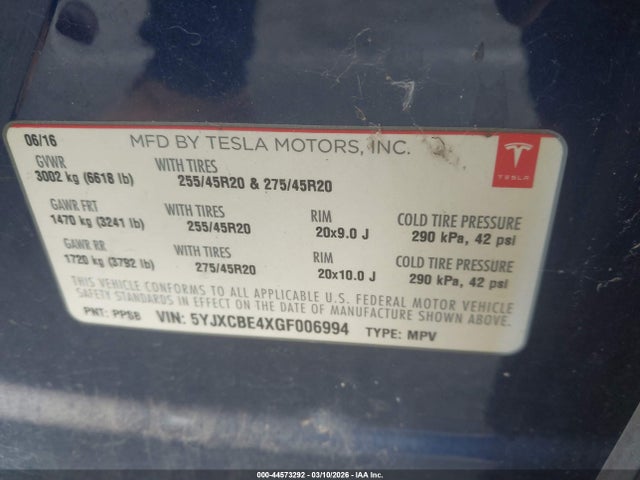 06/16 MFD BY TESLA MOTORS, INC.
TESLA
GVWR WITH TIRES
3002 kg (6618 lb) 255/45R20 & 275/45R20
GAWR FRT WITH TIRES RIM COLD TIRE PRESSURE
1470 kg (3241 lb) 255/45R20 20x9.0 J 290 kPa, 42 psi
GAWR RR WITH TIRES RIM COLD TIRE PRESSURE
1720 kg (3792 lb) 275/45R20 20x10.0 J 290 kPa, 42 psi
THIS VEHICLE CONFORMS TO ALL APPLICABLE U.S. FEDERAL MOTOR VEHICLE
SAFETY STANDARDS IN EFFECT ON THE DATE OF MANUFACTURE SHOWN ABOVE.
PNT: PPSB VIN: 5YJXCBE4XGF006994 TYPE: MPV
000-44573292 - 03/10/2026 - IAA Inc.